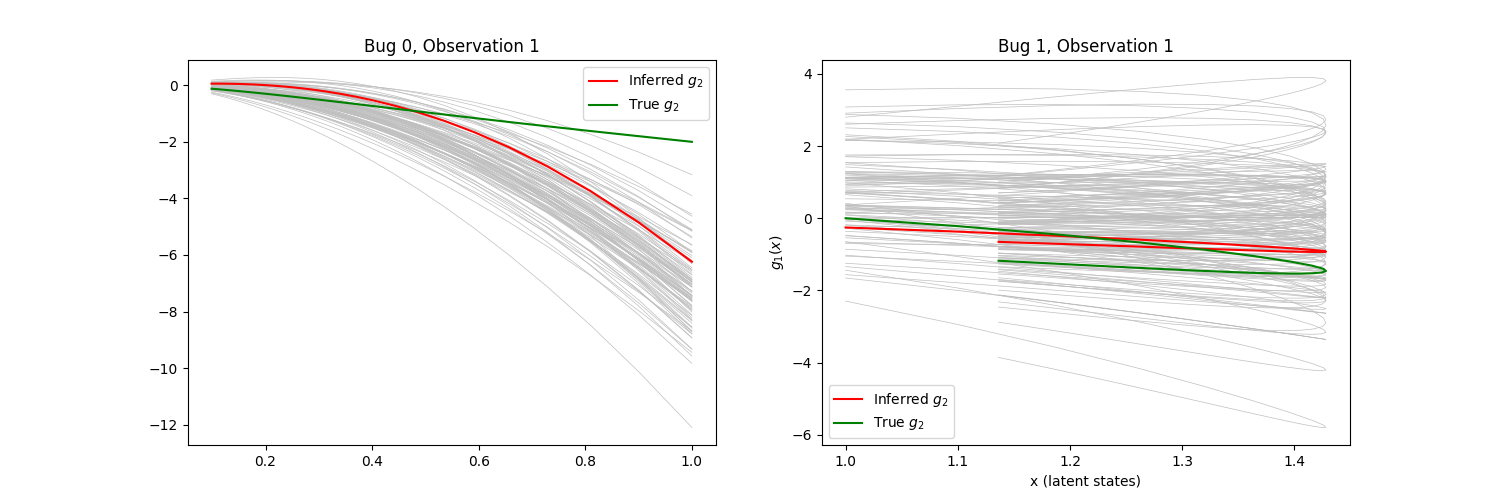 Bug 0, Observation 1
Inferred g₂
True g₂
0
−2
−4
−6
−8
−10
−12
0.2
0.4
0.6
0.8
1.0
Bug 1, Observation 1
g₁(x)
4
2
0
−2
−4
−6
Inferred g₂
True g₂
1.0
1.1
1.2
1.3
1.4
x (latent states)